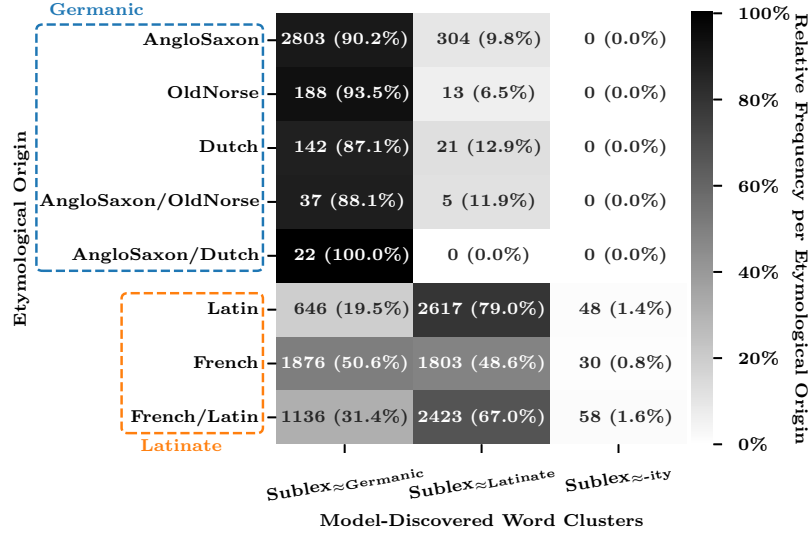 Germanic
AngloSaxon 2803 (90.2%) 304 (9.8%) 0 (0.0%)
OldNorse 188 (93.5%) 13 (6.5%) 0 (0.0%)
Dutch 142 (87.1%) 21 (12.9%) 0 (0.0%)
AngloSaxon/OldNorse 37 (88.1%) 5 (11.9%) 0 (0.0%)
AngloSaxon/Dutch 22 (100.0%) 0 (0.0%) 0 (0.0%)
Latin 646 (19.5%) 2617 (79.0%) 48 (1.4%)
French 1876 (50.6%) 1803 (48.6%) 30 (0.8%)
French/Latin 1136 (31.4%) 2423 (67.0%) 58 (1.6%)
Latinate
Etymological Origin
Sublex≈Germanic Sublex≈Latinate Sublex≈-ity
Model-Discovered Word Clusters
100%
80%
60%
40%
20%
0%
Relative Frequency per Etymological Origin